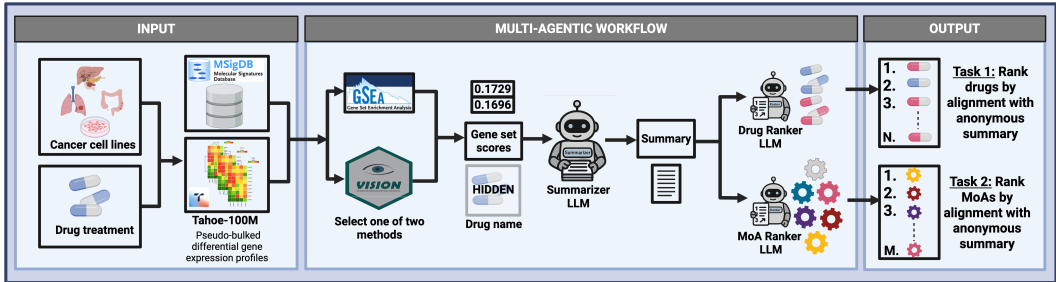 INPUT
MULTI-AGENTIC WORKFLOW
OUTPUT
Cancer cell lines
Drug treatment
MSigDB
Molecular Signatures
Database
Tahoe-100M
Pseudo-bulked
differential gene
expression profiles
GSEA
Gene Set Enrichment Analysis
VISION
Select one of two
methods
0.1729
0.1696
Gene set
scores
HIDDEN
Drug name
Summarizer
Summarizer
LLM
Summary
Drug Ranker
LLM
MoA Ranker
LLM
1.
2.
3.
N.
Task 1: Rank
drugs by
alignment with
anonymous
summary
1.
2.
3.
M.
Task 2: Rank
MoAs by
alignment with
anonymous
summary